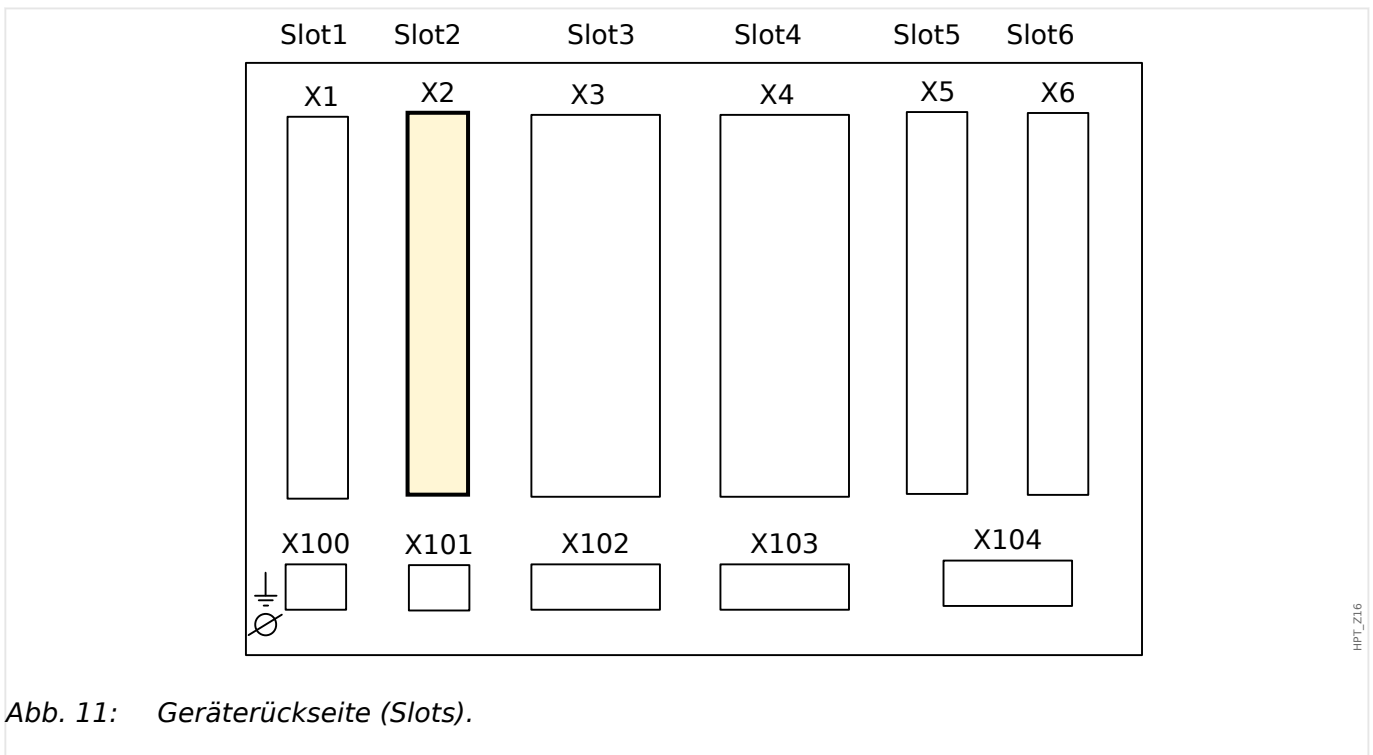 Slot1 Slot2 Slot3 Slot4 Slot5 Slot6
X1 X2 X3 X4 X5 X6
X100 X101 X102 X103 X104
HPT_Z16
Abb. 11: Geräterückseite (Slots).